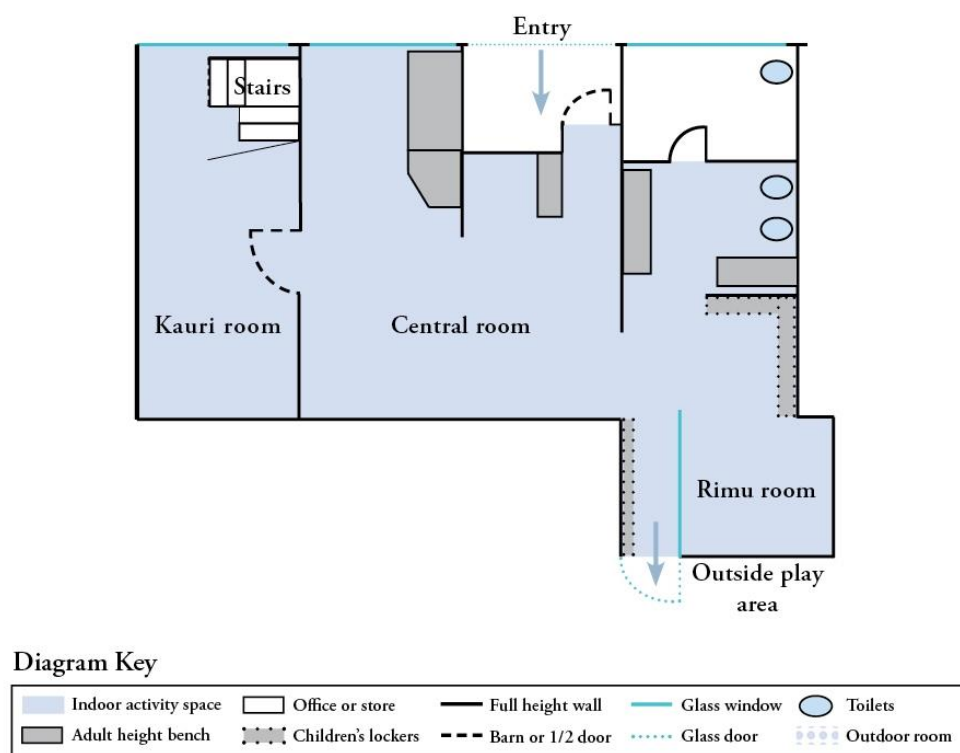 Entry
Stairs
Kauri room
Central room
Rimu room
Outside play
area
Diagram Key
Indoor activity space
Office or store
Full height wall
Glass window
Toilets
Adult height bench
Children's lockers
Barn or 1/2 door
Glass door
Outdoor room